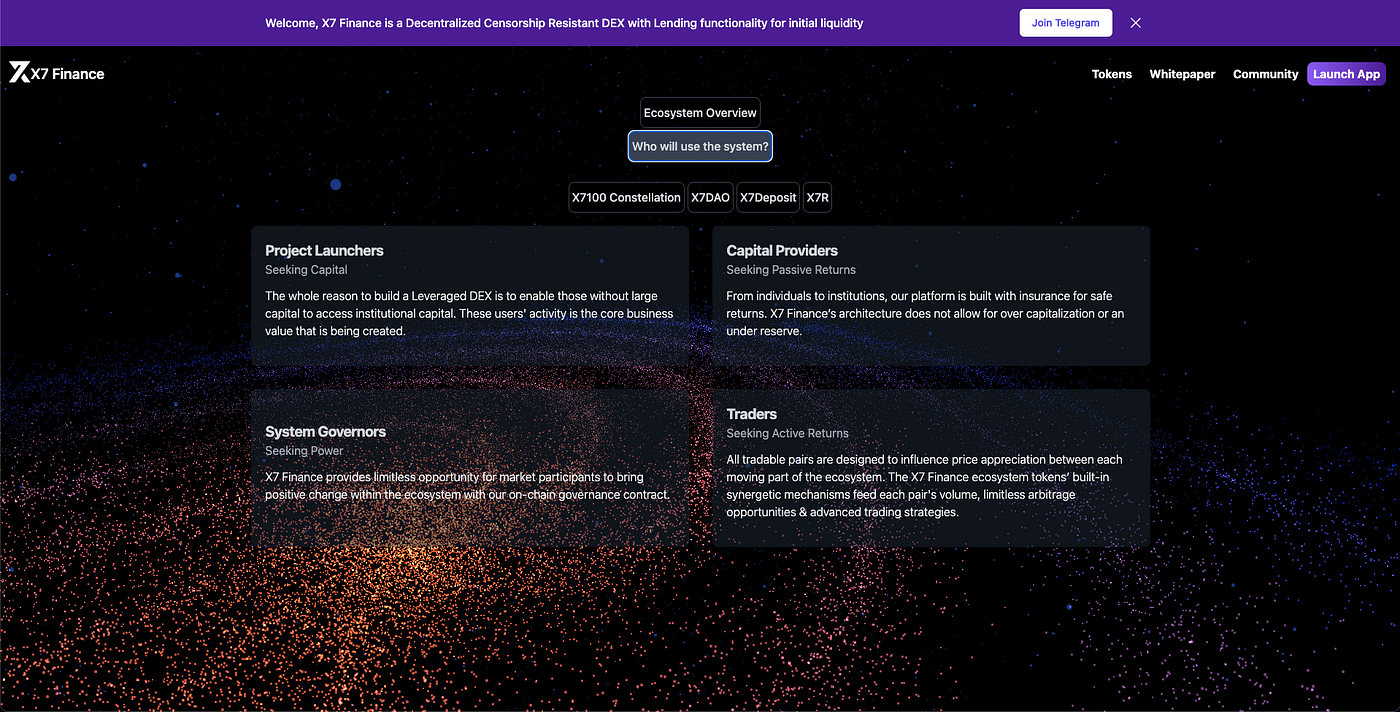 Welcome, X7 Finance is a Decentralized Censorship Resistant DEX with Lending functionality for initial liquidity
Join Telegram
X7 Finance
Tokens
Whitepaper
Community
Launch App
Ecosystem Overview
Who will use the system?
X7100 Constellation
X7DAO
X7Deposit
X7R
Project Launchers
Seeking Capital
The whole reason to build a Leveraged DEX is to enable those without large
capital to access institutional capital. These users' activity is the core business
value that is being created.
Capital Providers
Seeking Passive Returns
From individuals to institutions, our platform is built with insurance for safe
returns. X7 Finance's architecture does not allow for over capitalization or an
under reserve.
System Governors
Seeking Power
X7 Finance provides limitless opportunity for market participants to bring
positive change within the ecosystem with our on-chain governance contract.
Traders
Seeking Active Returns
All tradable pairs are designed to influence price appreciation between each
moving part of the ecosystem. The X7 Finance ecosystem tokens' built-in
synergetic mechanisms feed each pair's volume, limitless arbitrage
opportunities & advanced trading strategies.